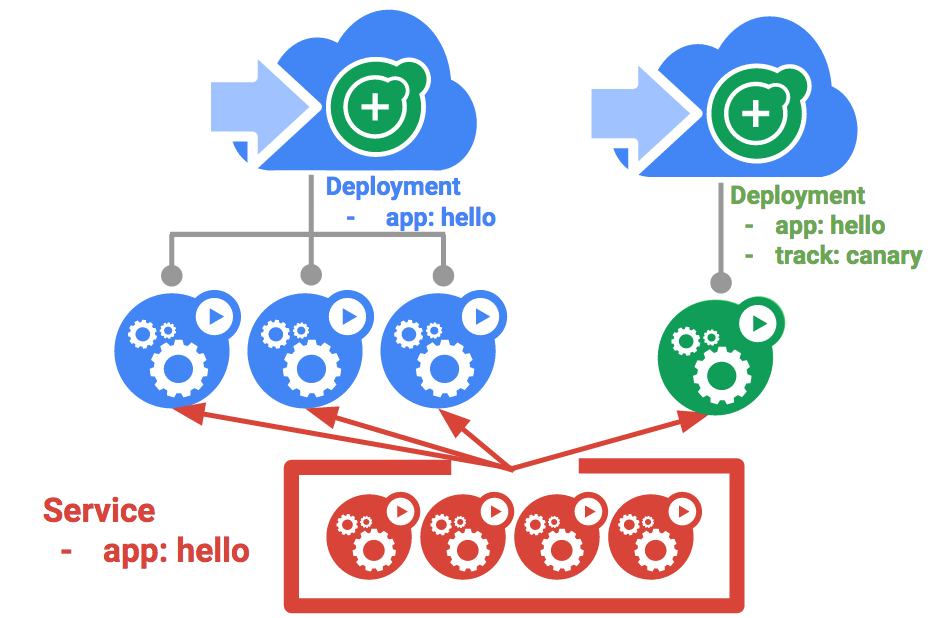 Deployment
- app: hello
Deployment
- app: hello
- track: canary
Service
- app: hello